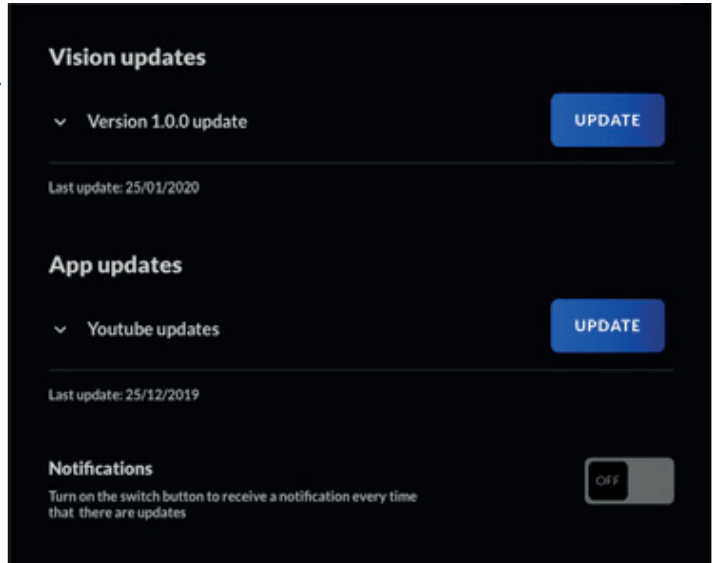 Vision updates
Version 1.0.0 update
UPDATE
Last update: 25/01/2020
App updates
Youtube updates
UPDATE
Last update: 25/12/2019
Notifications
OFF
Turn on the switch button to receive a notification every time
that there are updates